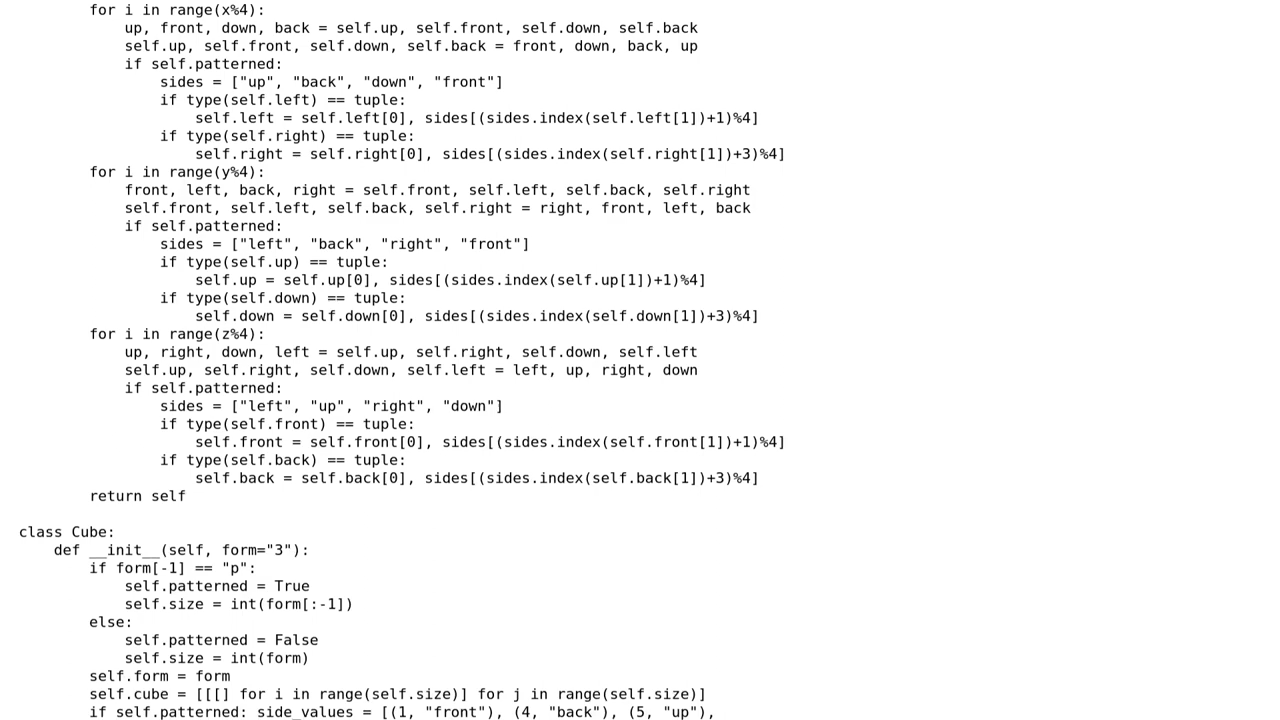 for i in range(x%4):
up, front, down, back = self.up, self.front, self.down, self.back
self.up, self.front, self.down, self.back = front, down, back, up
if self.patterned:
sides = ["up", "back", "down", "front"]
if type(self.left) == tuple:
self.left = self.left[0], sides[(sides.index(self.left[1])+1)%4]
if type(self.right) == tuple:
self.right = self.right[0], sides[(sides.index(self.right[1])+3)%4]
for i in range(y%4):
front, left, back, right = self.front, self.left, self.back, self.right
self.front, self.left, self.back, self.right = right, front, left, back
if self.patterned:
sides = ["left", "back", "right", "front"]
if type(self.up) == tuple:
self.up = self.up[0], sides[(sides.index(self.up[1])+1)%4]
if type(self.down) == tuple:
self.down = self.down[0], sides[(sides.index(self.down[1])+3)%4]
for i in range(z%4):
up, right, down, left = self.up, self.right, self.down, self.left
self.up, self.right, self.down, self.left = left, up, right, down
if self.patterned:
sides = ["left", "up", "right", "down"]
if type(self.front) == tuple:
self.front = self.front[0], sides[(sides.index(self.front[1])+1)%4]
if type(self.back) == tuple:
self.back = self.back[0], sides[(sides.index(self.back[1])+3)%4]
return self
class Cube:
def __init__(self, form="3"):
if form[-1] == "p":
self.patterned = True
self.size = int(form[:-1])
else:
self.patterned = False
self.size = int(form)
self.form = form
self.cube = [[[] for i in range(self.size)] for j in range(self.size)]
if self.patterned: side_values = [(1, "front"), (4, "back"), (5, "up"),